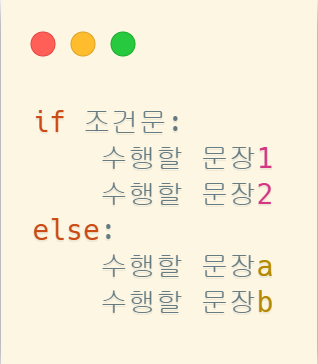 if 조건문:
    수행할 문장1
    수행할 문장2
else:
    수행할 문장a
    수행할 문장b